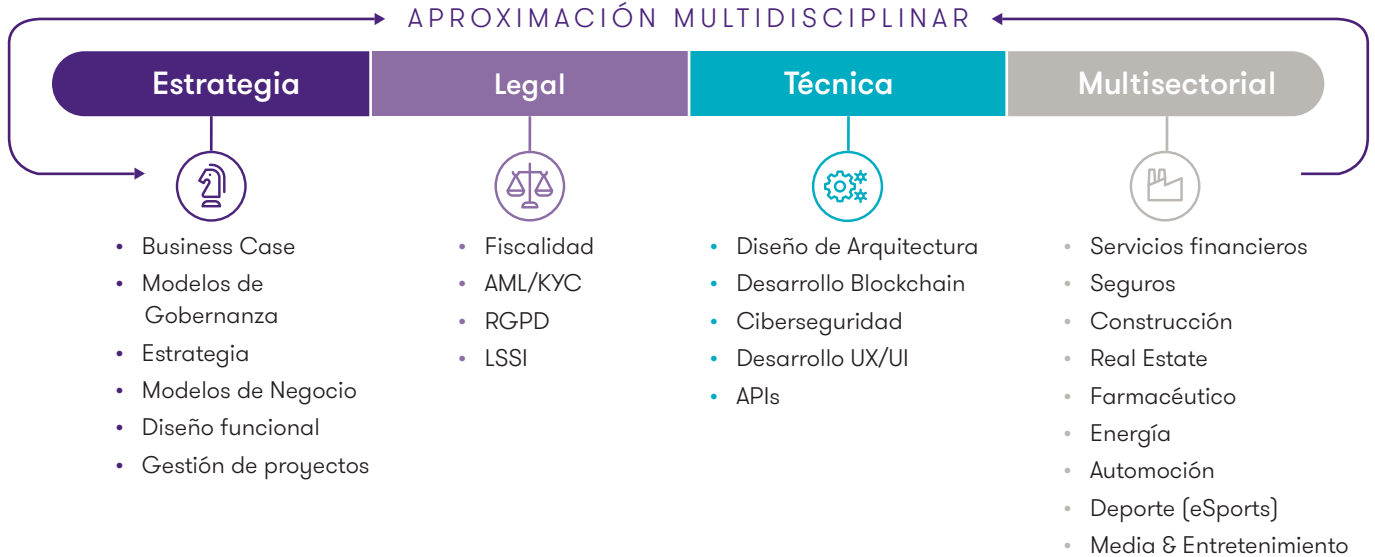 APROXIMACIÓN MULTIDISCIPLINAR
Estrategia
Legal
Técnica
Multisectorial
• Business Case
• Modelos de
Gobernanza
• Estrategia
• Modelos de Negocio
• Diseño funcional
• Gestión de proyectos
• Fiscalidad
• AML/KYC
• RGPD
• LSSI
• Diseño de Arquitectura
• Desarrollo Blockchain
• Ciberseguridad
• Desarrollo UX/UI
• APIs
• Servicios financieros
• Seguros
• Construcción
• Real Estate
• Farmacéutico
• Energía
• Automoción
• Deporte (eSports)
• Media & Entretenimiento